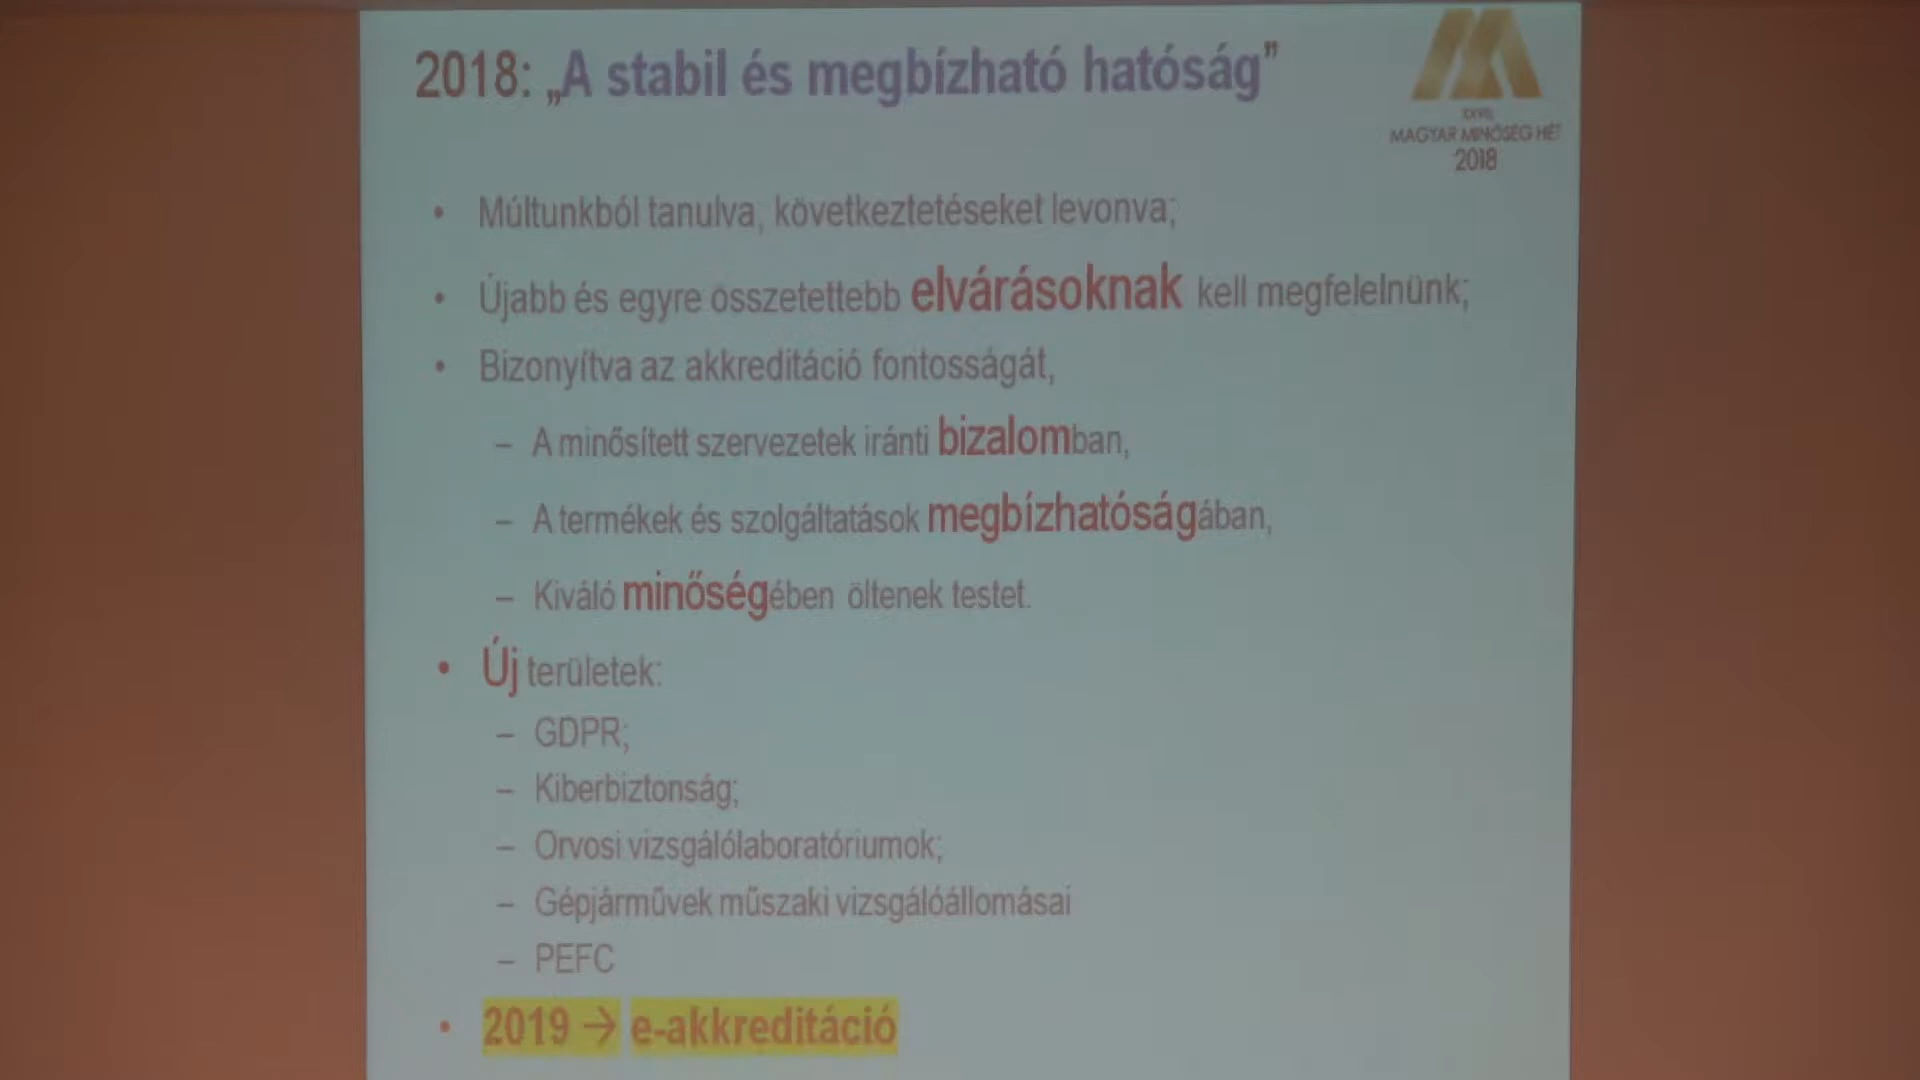 2018: „A stabil és megbízható hatóság”
XXVII.
MAGYAR MINŐSÉG HÉT
2018
• Múltunkból tanulva, következtetéseket levonva;
• Újabb és egyre összetettebb elvárásoknak kell megfelelnünk;
• Bizonyítva az akkreditáció fontosságát,
– A minősített szervezetek iránti bizalomban,
– A termékek és szolgáltatások megbízhatóságában,
– Kiváló minőségében öltenek testet.
• Új területek:
– GDPR;
– Kiberbiztonság;
– Orvosi vizsgálólaboratóriumok;
– Gépjárművek műszaki vizsgálóállomásai
– PEFC
• 2019 → e-akkreditáció